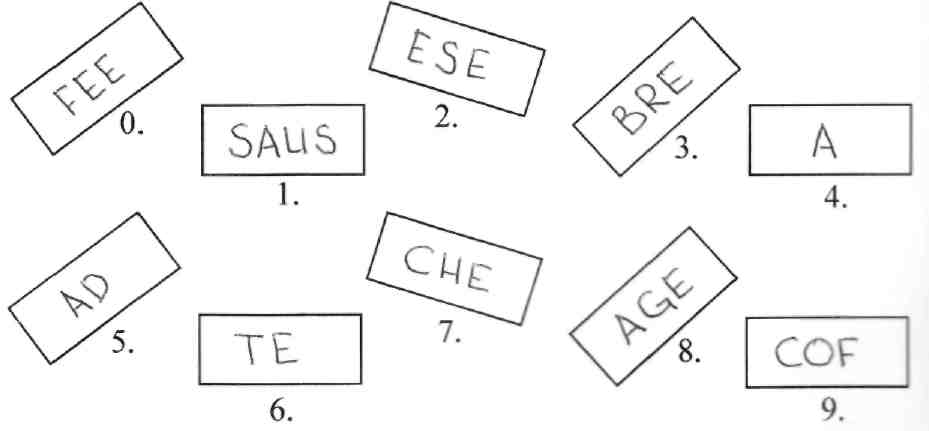 FEE
0.
SAUS
1.
ESE
2.
BRE
3.
A
4.
AD
5.
TE
6.
CHE
7.
AGE
8.
COF
9.